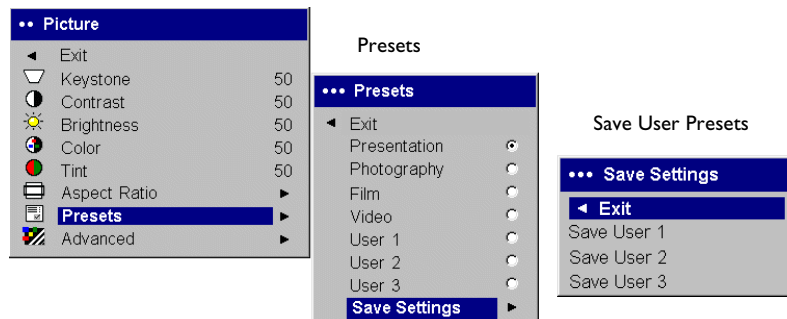 •• Picture
◄ Exit
Keystone 50
Contrast 50
Brightness 50
Color 50
Tint 50
Aspect Ratio ►
Presets ►
Advanced ►
Presets
••• Presets
◄ Exit
Presentation
Photography
Film
Video
User 1
User 2
User 3
Save Settings ►
Save User Presets
••• Save Settings
◄ Exit
Save User 1
Save User 2
Save User 3